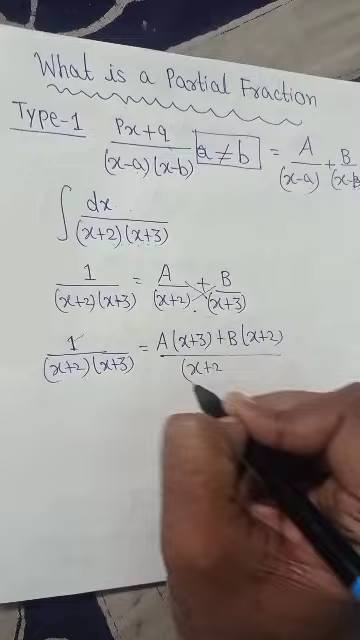 What is a Partial Fraction
Type-1 Px+q/(x-a)(x-b) a≠b = A/(x-a) + B/(x-b
∫ dx/(x+2)(x+3)
1/(x+2)(x+3) = A/(x+2) + B/(x+3)
1/(x+2)(x+3) = A(x+3)+B(x+2)/(x+2